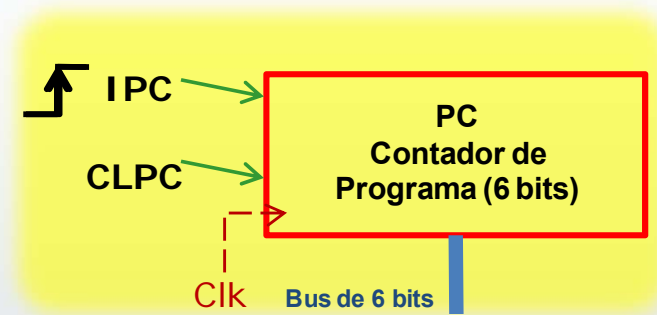 IPC
PC
Contador de
Programa (6 bits)
CLPC
Clk
Bus de 6 bits